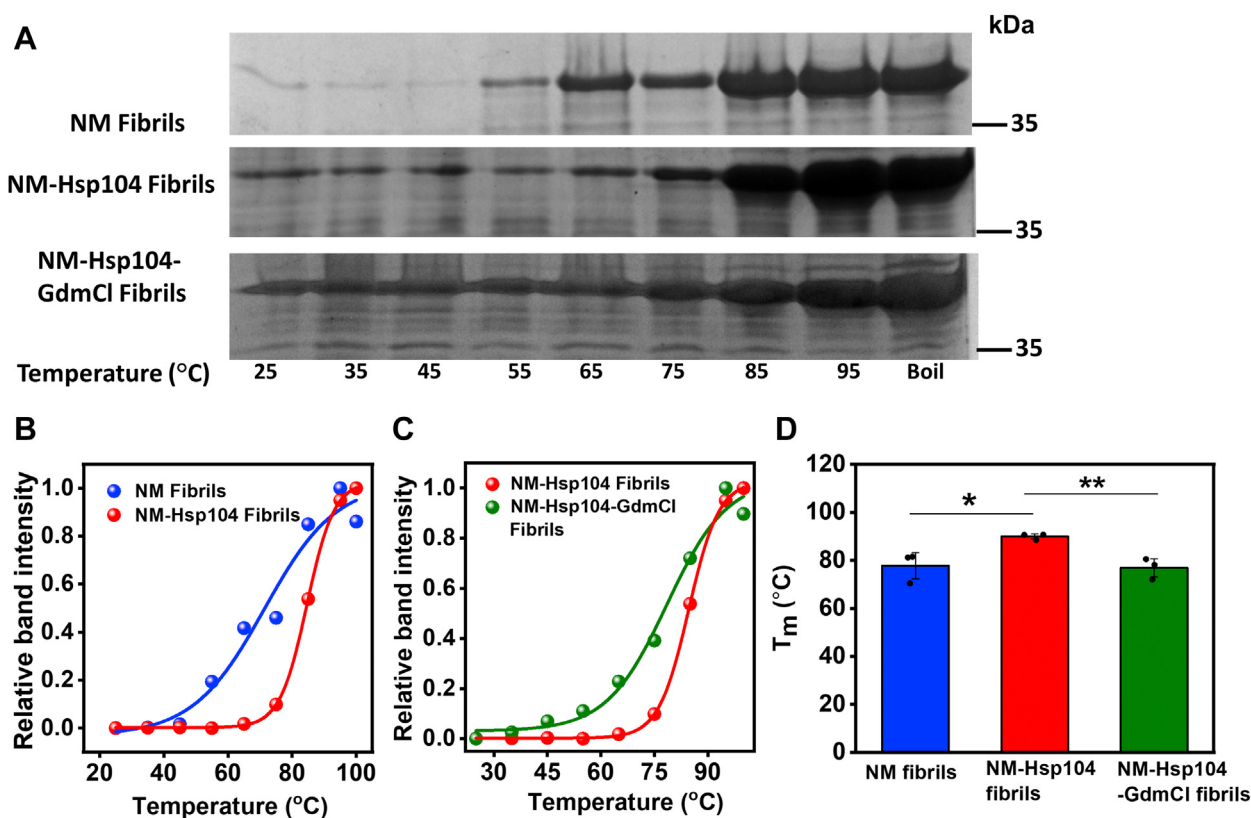 A
kDa
NM Fibrils
35
NM-Hsp104 Fibrils
35
NM-Hsp104-
GdmCl Fibrils
35
Temperature (°C)
25 35 45 55 65 75 85 95 Boil
B
NM Fibrils
NM-Hsp104 Fibrils
Relative band intensity
1.0
0.8
0.6
0.4
0.2
0.0
20 40 60 80 100
Temperature (°C)
C
NM-Hsp104 Fibrils
NM-Hsp104-GdmCl
Fibrils
Relative band intensity
1.0
0.8
0.6
0.4
0.2
0.0
30 45 60 75 90
Temperature (°C)
D
* **
Tm (°C)
120
100
80
60
40
20
0
NM fibrils
NM-Hsp104
fibrils
NM-Hsp104
-GdmCl fibrils